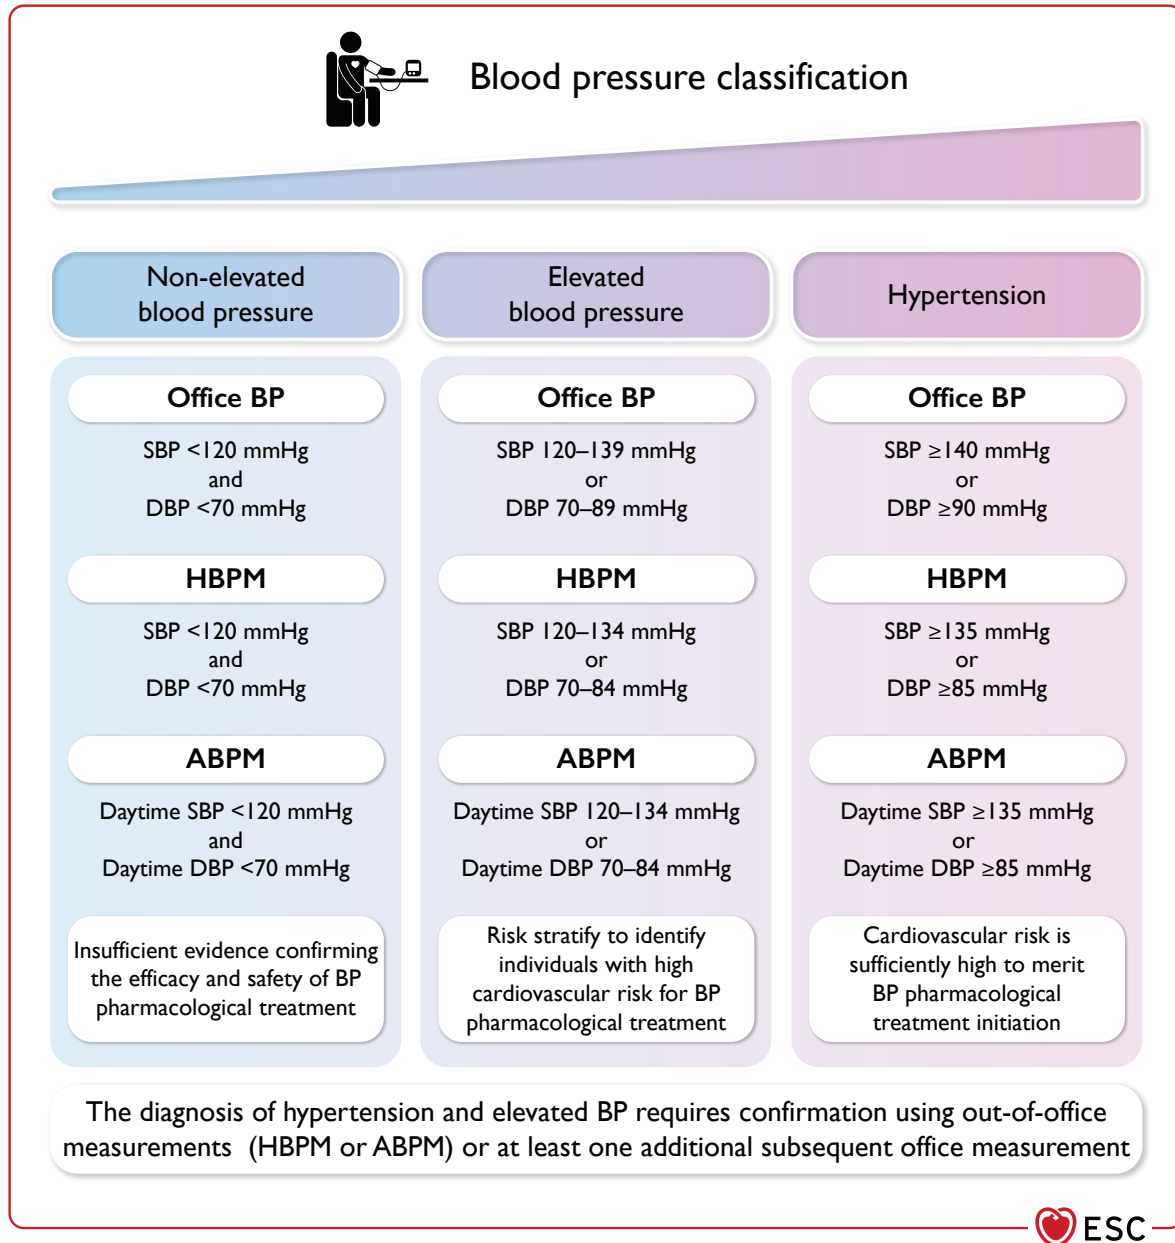 Blood pressure classification
Non-elevated
blood pressure
Office BP
SBP <120 mmHg
and
DBP <70 mmHg
HBPM
SBP <120 mmHg
and
DBP <70 mmHg
ABPM
Daytime SBP <120 mmHg
and
Daytime DBP <70 mmHg
Insufficient evidence confirming
the efficacy and safety of BP
pharmacological treatment
Elevated
blood pressure
Office BP
SBP 120–139 mmHg
or
DBP 70–89 mmHg
HBPM
SBP 120–134 mmHg
or
DBP 70–84 mmHg
ABPM
Daytime SBP 120–134 mmHg
or
Daytime DBP 70–84 mmHg
Risk stratify to identify
individuals with high
cardiovascular risk for BP
pharmacological treatment
Hypertension
Office BP
SBP ≥140 mmHg
or
DBP ≥90 mmHg
HBPM
SBP ≥135 mmHg
or
DBP ≥85 mmHg
ABPM
Daytime SBP ≥135 mmHg
or
Daytime DBP ≥85 mmHg
Cardiovascular risk is
sufficiently high to merit
BP pharmacological
treatment initiation
The diagnosis of hypertension and elevated BP requires confirmation using out-of-office
measurements (HBPM or ABPM) or at least one additional subsequent office measurement
ESC